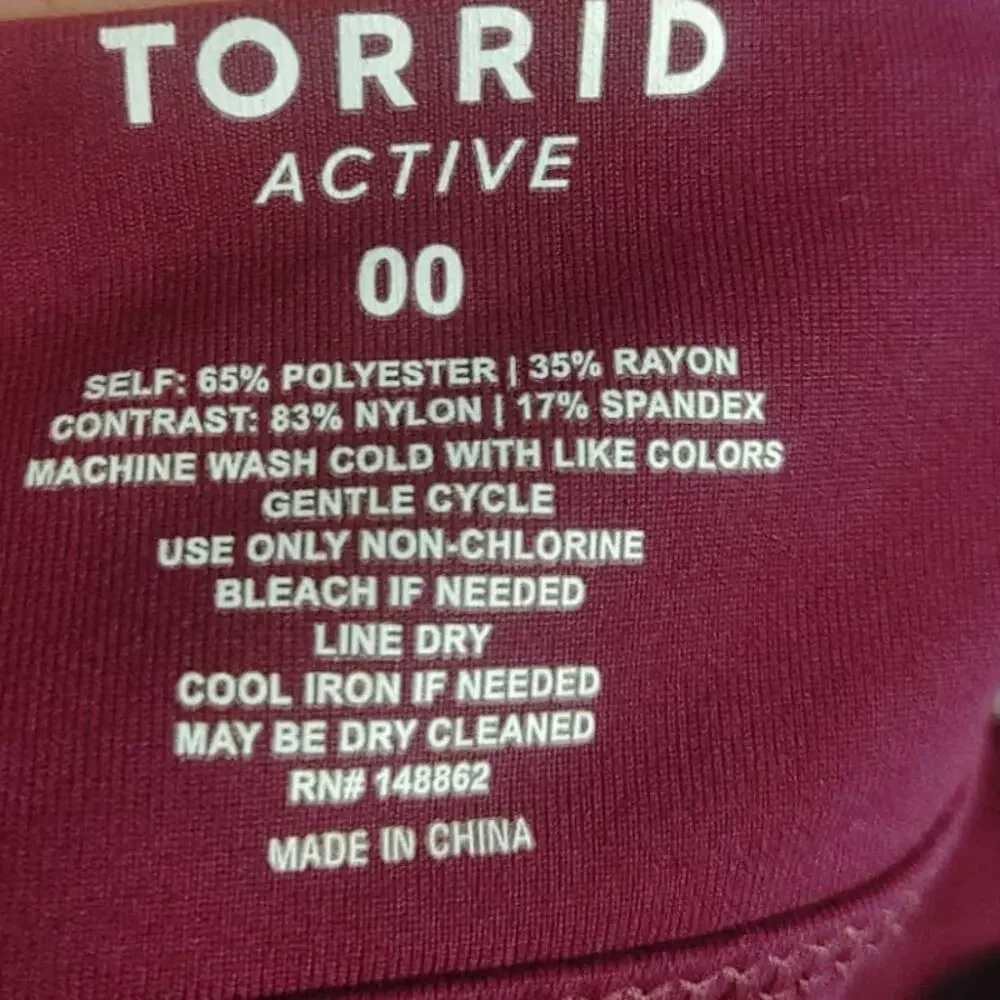 TORRID
ACTIVE
00
SELF: 65% POLYESTER | 35% RAYON
CONTRAST: 83% NYLON | 17% SPANDEX
MACHINE WASH COLD WITH LIKE COLORS
GENTLE CYCLE
USE ONLY NON-CHLORINE
BLEACH IF NEEDED
LINE DRY
COOL IRON IF NEEDED
MAY BE DRY CLEANED
RN# 148862
MADE IN CHINA